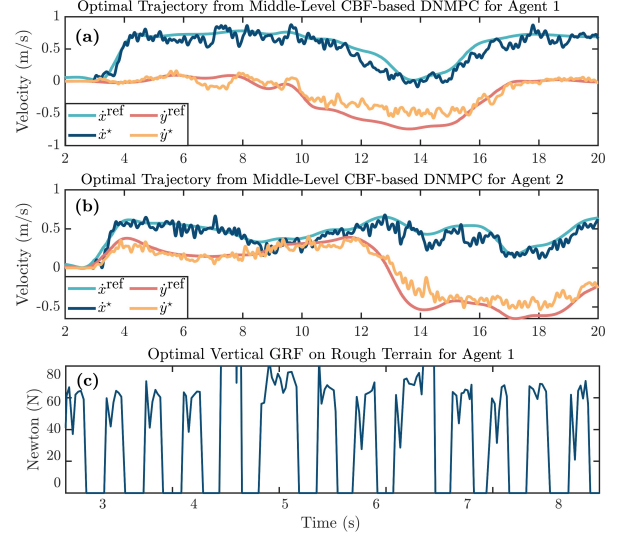 Optimal Trajectory from Middle-Level CBF-based DNMPC for Agent 1
(a)
Velocity (m/s)
1
0.5
0
-0.5
-1
ẋref ẏref
ẋ⋆ ẏ⋆
2 4 6 8 10 12 14 16 18 20
Optimal Trajectory from Middle-Level CBF-based DNMPC for Agent 2
(b)
Velocity (m/s)
1
0.5
0
-0.5
ẋref ẏref
ẋ⋆ ẏ⋆
2 4 6 8 10 12 14 16 18 20
Optimal Vertical GRF on Rough Terrain for Agent 1
(c)
Newton (N)
80
60
40
20
0
3 4 5 6 7 8
Time (s)